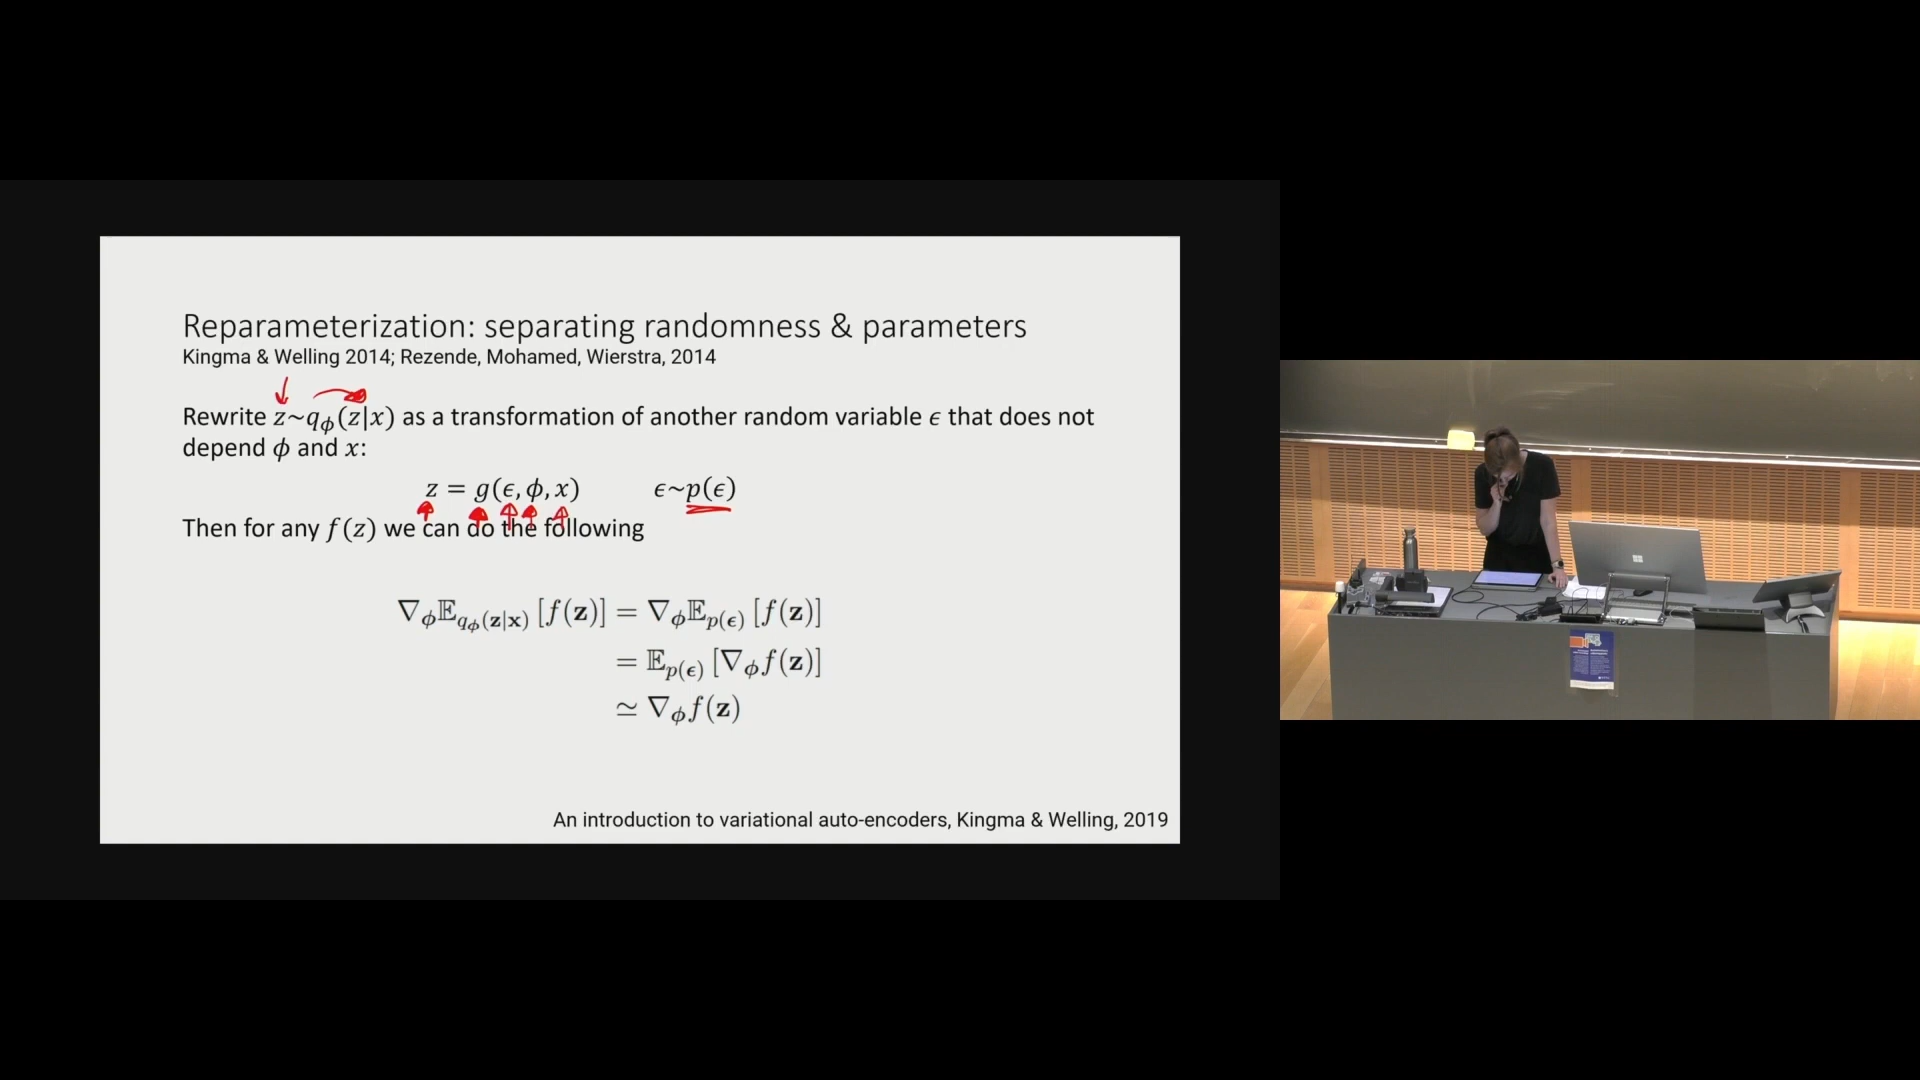 Reparameterization: separating randomness & parameters
Kingma & Welling 2014; Rezende, Mohamed, Wierstra, 2014
Rewrite z~q_ϕ(z|x) as a transformation of another random variable ϵ that does not
depend ϕ and x:
z = g(ϵ, ϕ, x) ϵ~p(ϵ)
Then for any f(z) we can do the following
∇_ϕ 𝔼_{q_ϕ(z|x)} [f(z)] = ∇_ϕ 𝔼_{p(ϵ)} [f(z)]
= 𝔼_{p(ϵ)} [∇_ϕ f(z)]
≃ ∇_ϕ f(z)
An introduction to variational auto-encoders, Kingma & Welling, 2019